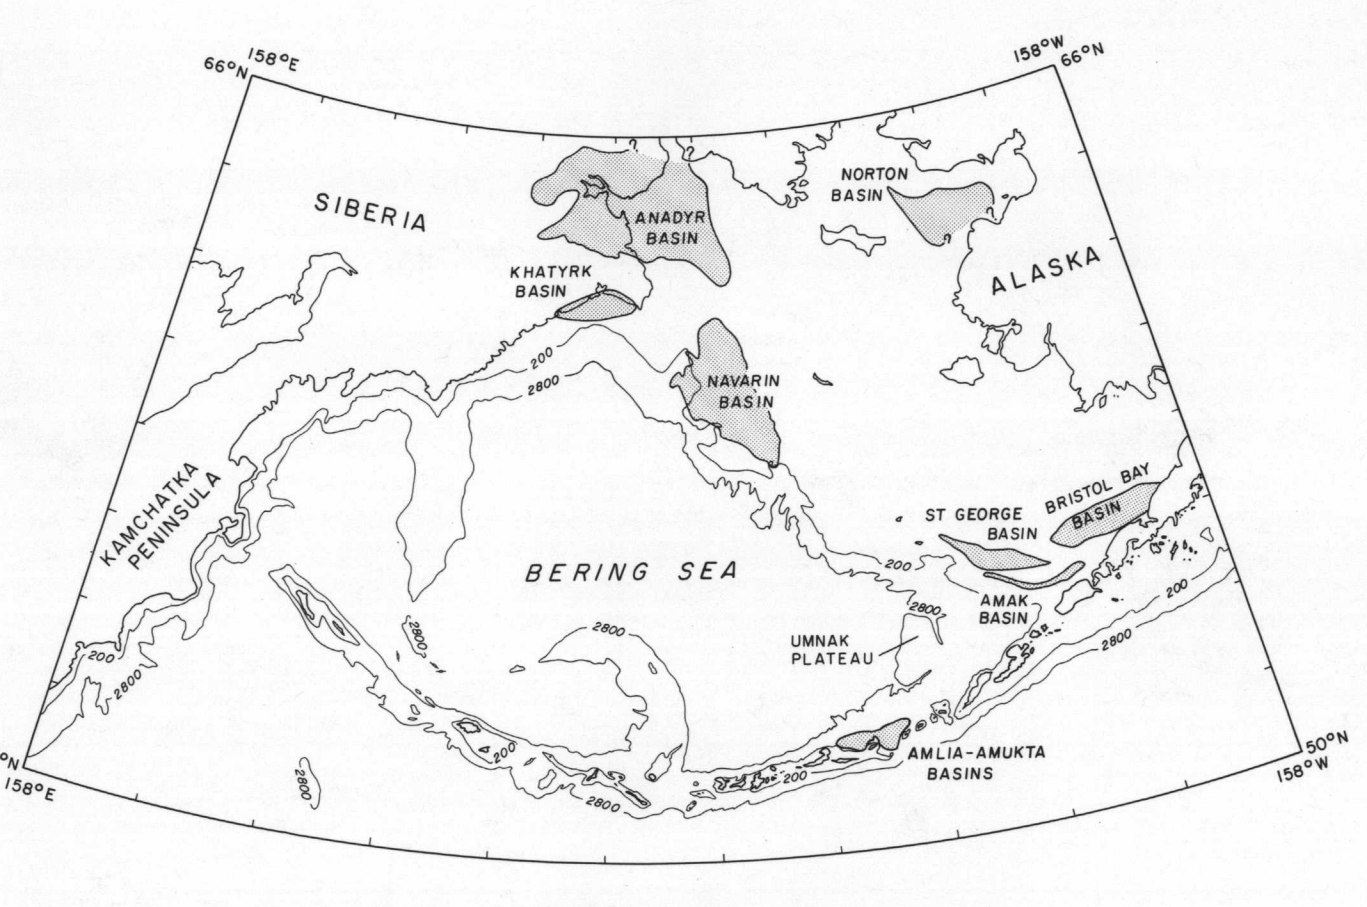 158°E
66°N
158°W
66°N
NORTON
BASIN
SIBERIA
ANADYR
BASIN
KHATYRK
BASIN
ALASKA
200
2800
NAVARIN
BASIN
KAMCHATKA
PENINSULA
BRISTOL BAY
BASIN
ST GEORGE
BASIN
BERING SEA
200
200
AMAK
BASIN
2800
2800
2800
2800
UMNAK
PLATEAU
200
2800
200
AMLIA-AMUKTA
BASINS
50°N
158°W
°N
158°E
2800
200
2800